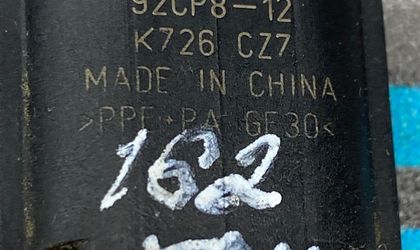 92CP8-12
K726 CZ7
MADE IN CHINA
>PPE+PA GF30<
162